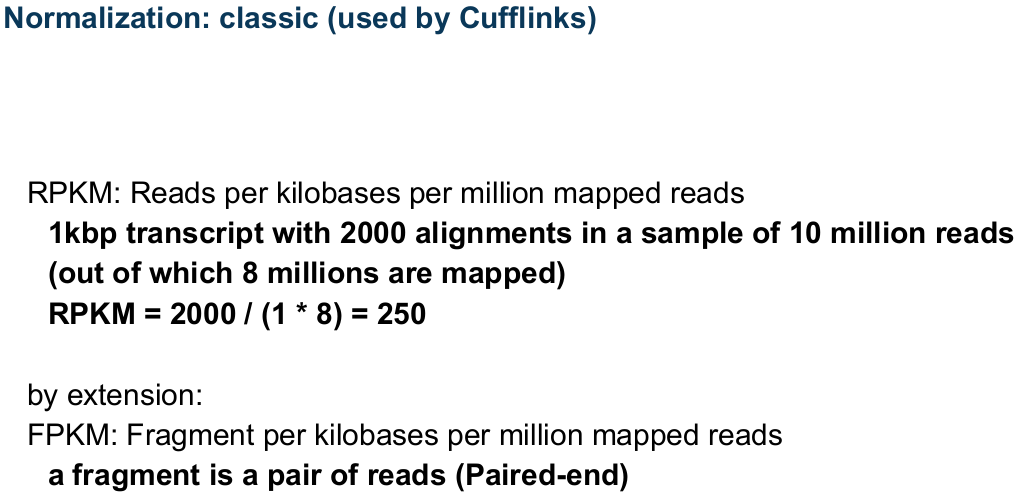 Normalization: classic (used by Cufflinks)
RPKM: Reads per kilobases per million mapped reads
1kbp transcript with 2000 alignments in a sample of 10 million reads
(out of which 8 millions are mapped)
RPKM = 2000 / (1 * 8) = 250
by extension:
FPKM: Fragment per kilobases per million mapped reads
a fragment is a pair of reads (Paired-end)